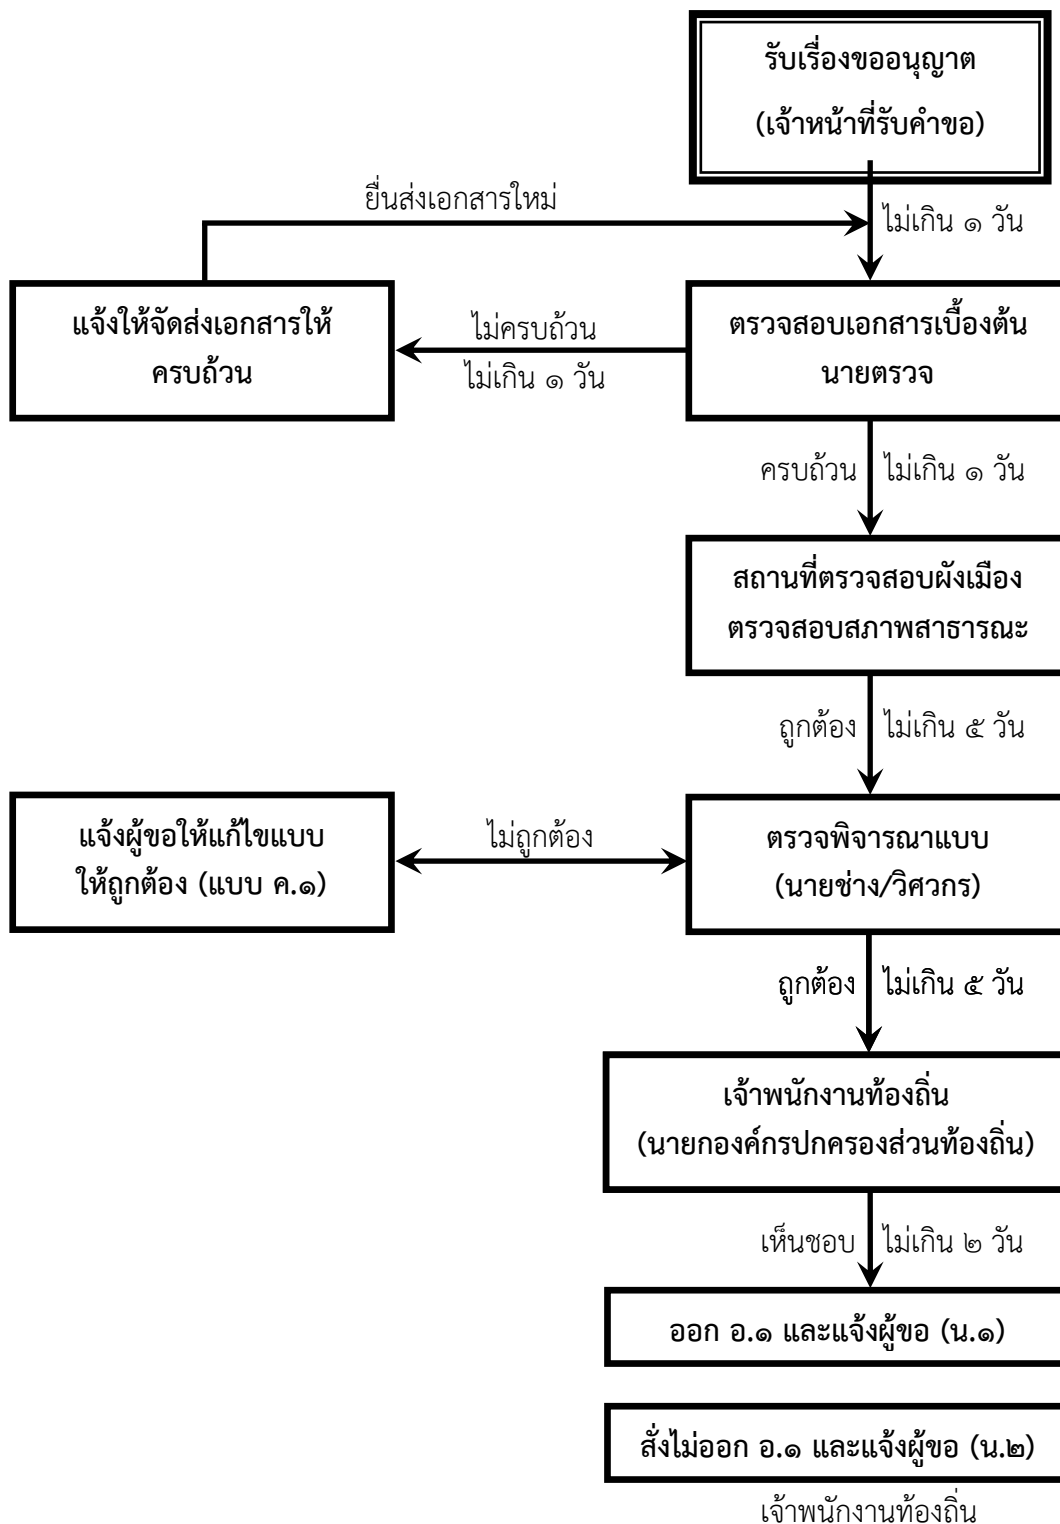 รับเรื่องขออนุญาต
(เจ้าหน้าที่รับคำขอ)
ยื่นส่งเอกสารใหม่
ไม่เกิน ๑ วัน
แจ้งให้จัดส่งเอกสารให้
ครบถ้วน
ไม่ครบถ้วน
ไม่เกิน ๑ วัน
ตรวจสอบเอกสารเบื้องต้น
นายตรวจ
ครบถ้วน ไม่เกิน ๑ วัน
สถานที่ตรวจสอบผังเมือง
ตรวจสอบสภาพสาธารณะ
ถูกต้อง ไม่เกิน ๕ วัน
แจ้งผู้ขอให้แก้ไขแบบ
ให้ถูกต้อง (แบบ ค.๑)
ไม่ถูกต้อง
ตรวจพิจารณาแบบ
(นายช่าง/วิศวกร)
ถูกต้อง ไม่เกิน ๕ วัน
เจ้าพนักงานท้องถิ่น
(นายกองค์กรปกครองส่วนท้องถิ่น)
เห็นชอบ ไม่เกิน ๒ วัน
ออก อ.๑ และแจ้งผู้ขอ (น.๑)
สั่งไม่ออก อ.๑ และแจ้งผู้ขอ (น.๒)
เจ้าพนักงานท้องถิ่น